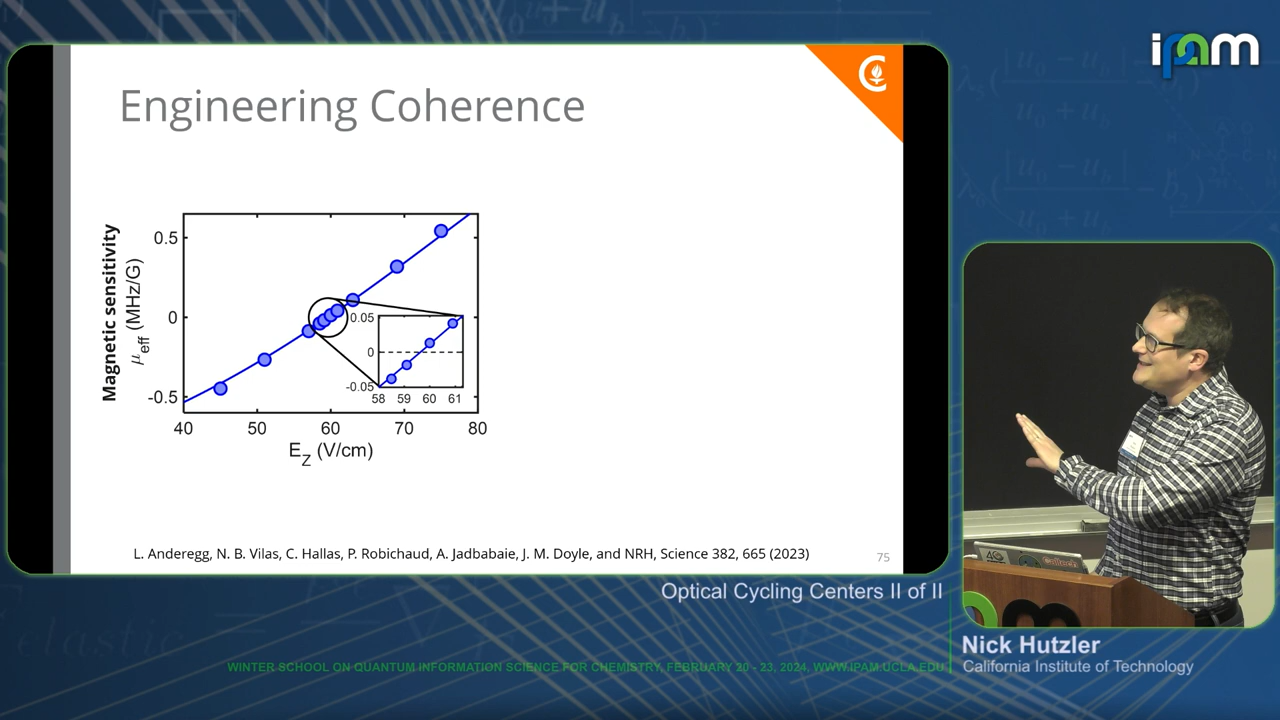 ipam
Engineering Coherence
Magnetic sensitivity
μeff (MHz/G)
0.5
0
-0.5
0.05
0
-0.05
58 59 60 61
40 50 60 70 80
EZ (V/cm)
L. Anderegg, N. B. Vilas, C. Hallas, P. Robichaud, A. Jadbabaie, J. M. Doyle, and NRH, Science 382, 665 (2023)
75
Optical Cycling Centers II of II
Nick Hutzler
California Institute of Technology
WINTER SCHOOL ON QUANTUM INFORMATION SCIENCE FOR CHEMISTRY, FEBRUARY 20 - 23, 2024, WWW.IPAM.UCLA.EDU
Caltech
elastic